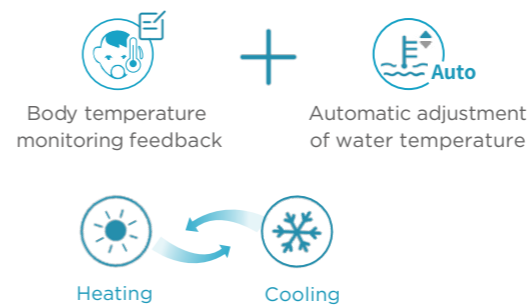 Auto
Body temperature
monitoring feedback
Automatic adjustment
of water temperature
Heating
Cooling